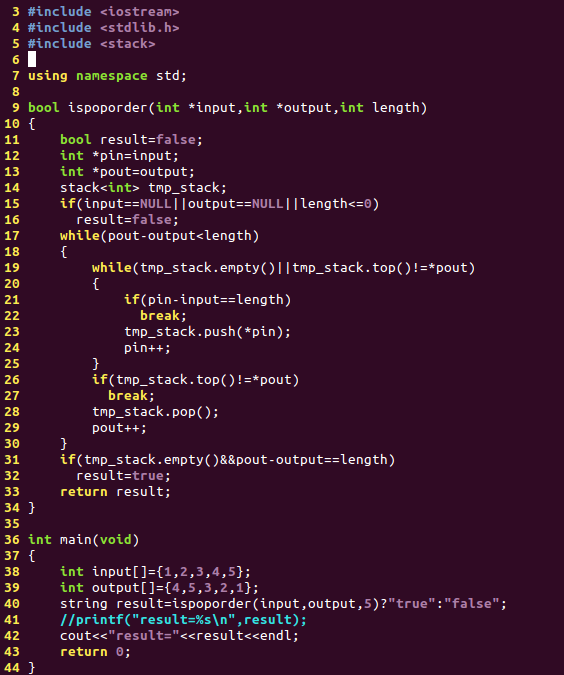 3 #include <iostream>
4 #include <stdlib.h>
5 #include <stack>
6
7 using namespace std;
8
9 bool ispoporder(int *input,int *output,int length)
10 {
11     bool result=false;
12     int *pin=input;
13     int *pout=output;
14     stack<int> tmp_stack;
15     if(input==NULL||output==NULL||length<=0)
16       result=false;
17     while(pout-output<length)
18     {
19         while(tmp_stack.empty()||tmp_stack.top()!=*pout)
20         {
21             if(pin-input==length)
22               break;
23             tmp_stack.push(*pin);
24             pin++;
25         }
26         if(tmp_stack.top()!=*pout)
27           break;
28         tmp_stack.pop();
29         pout++;
30     }
31     if(tmp_stack.empty()&&pout-output==length)
32       result=true;
33     return result;
34 }
35
36 int main(void)
37 {
38     int input[]={1,2,3,4,5};
39     int output[]={4,5,3,2,1};
40     string result=ispoporder(input,output,5)?"true":"false";
41     //printf("result=%s\n",result);
42     cout<<"result="<<result<<endl;
43     return 0;
44 }